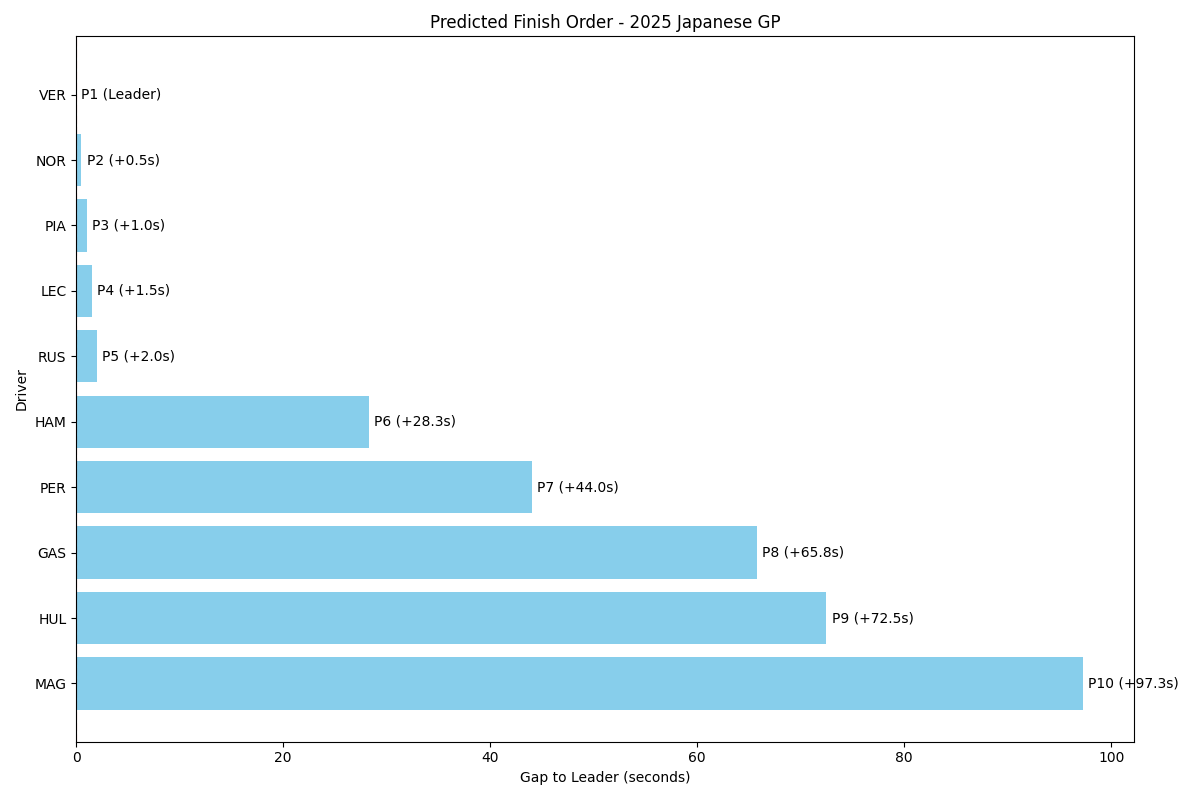 Predicted Finish Order - 2025 Japanese GP
VER P1 (Leader)
NOR P2 (+0.5s)
PIA P3 (+1.0s)
LEC P4 (+1.5s)
RUS P5 (+2.0s)
Driver
HAM P6 (+28.3s)
PER P7 (+44.0s)
GAS P8 (+65.8s)
HUL P9 (+72.5s)
MAG P10 (+97.3s)
0 20 40 60 80 100
Gap to Leader (seconds)